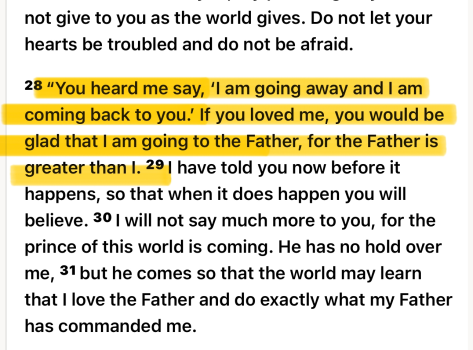 not give to you as the world gives. Do not let your
hearts be troubled and do not be afraid.
28 “You heard me say, ‘I am going away and I am
coming back to you.’ If you loved me, you would be
glad that I am going to the Father, for the Father is
greater than I. 29 I have told you now before it
happens, so that when it does happen you will
believe. 30 I will not say much more to you, for the
prince of this world is coming. He has no hold over
me, 31 but he comes so that the world may learn
that I love the Father and do exactly what my Father
has commanded me.